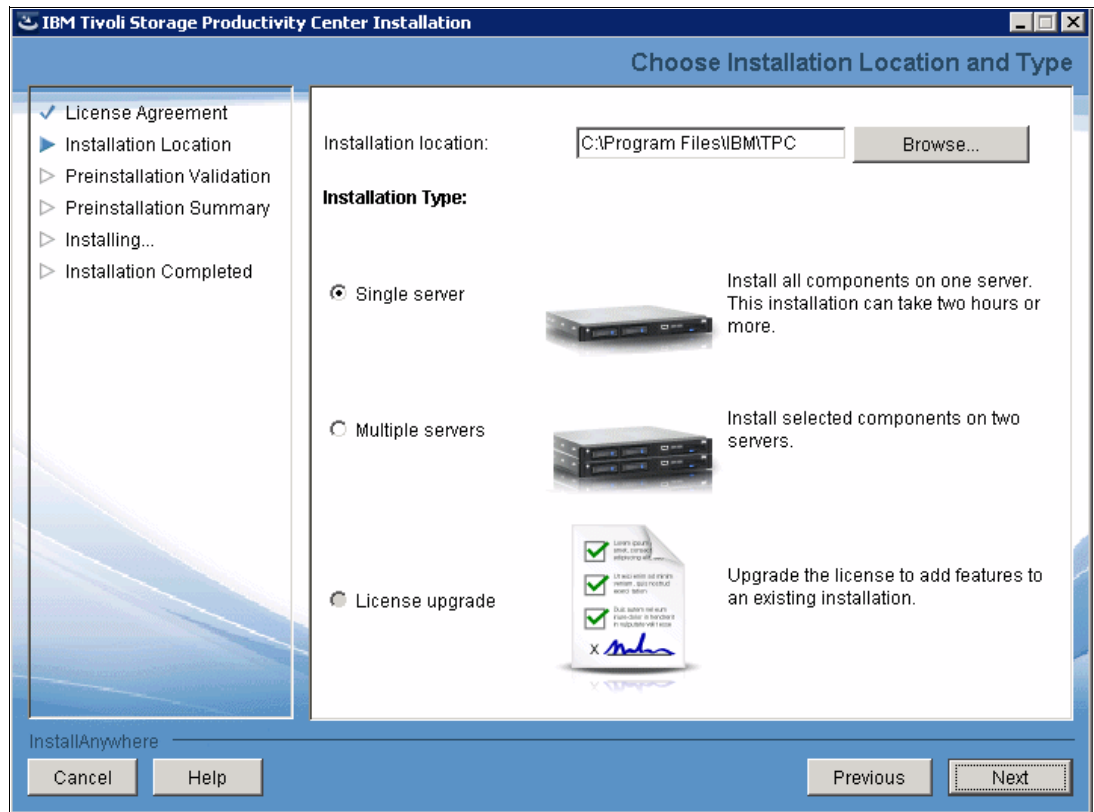 IBM Tivoli Storage Productivity Center Installation
Choose Installation Location and Type
License Agreement
Installation Location
Preinstallation Validation
Preinstallation Summary
Installing...
Installation Completed
Installation location:
C:\Program Files\IBM\TPC
Browse...
Installation Type:
Single server
Install all components on one server.
This installation can take two hours or
more.
Multiple servers
Install selected components on two
servers.
License upgrade
X
Upgrade the license to add features to
an existing installation.
InstallAnywhere
Cancel
Help
Previous
Next